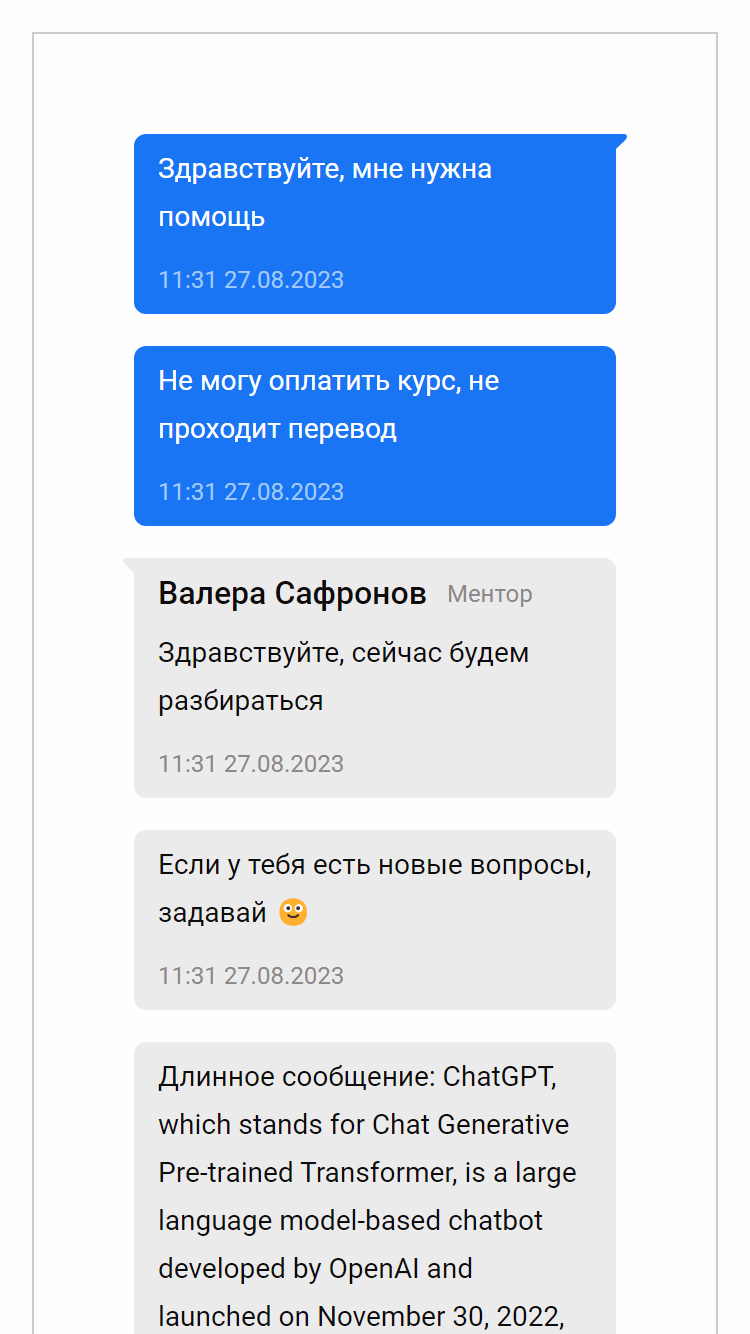 Здравствуйте, мне нужна
помощь
11:31 27.08.2023
Не могу оплатить курс, не
проходит перевод
11:31 27.08.2023
Валера Сафронов Ментор
Здравствуйте, сейчас будем
разбираться
11:31 27.08.2023
Если у тебя есть новые вопросы,
задавай
11:31 27.08.2023
Длинное сообщение: ChatGPT,
which stands for Chat Generative
Pre-trained Transformer, is a large
language model-based chatbot
developed by OpenAI and
launched on November 30, 2022,